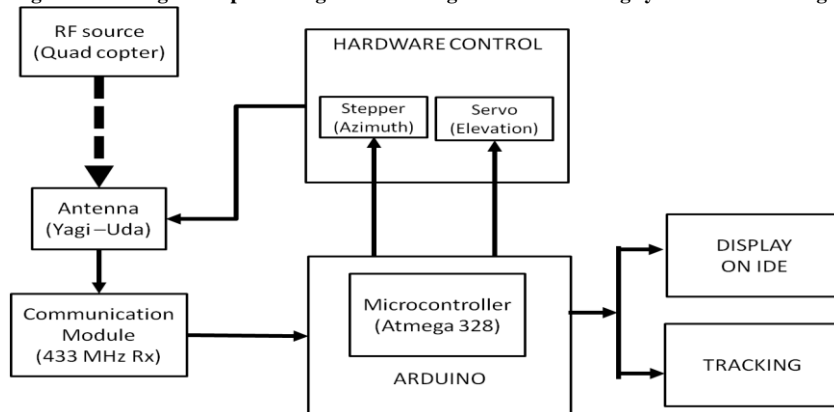 RF source
(Quad copter)
HARDWARE CONTROL
Stepper
(Azimuth)
Servo
(Elevation)
Antenna
(Yagi–Uda)
DISPLAY
ON IDE
Communication
Module
(433 MHz Rx)
Microcontroller
(Atmega 328)
ARDUINO
TRACKING